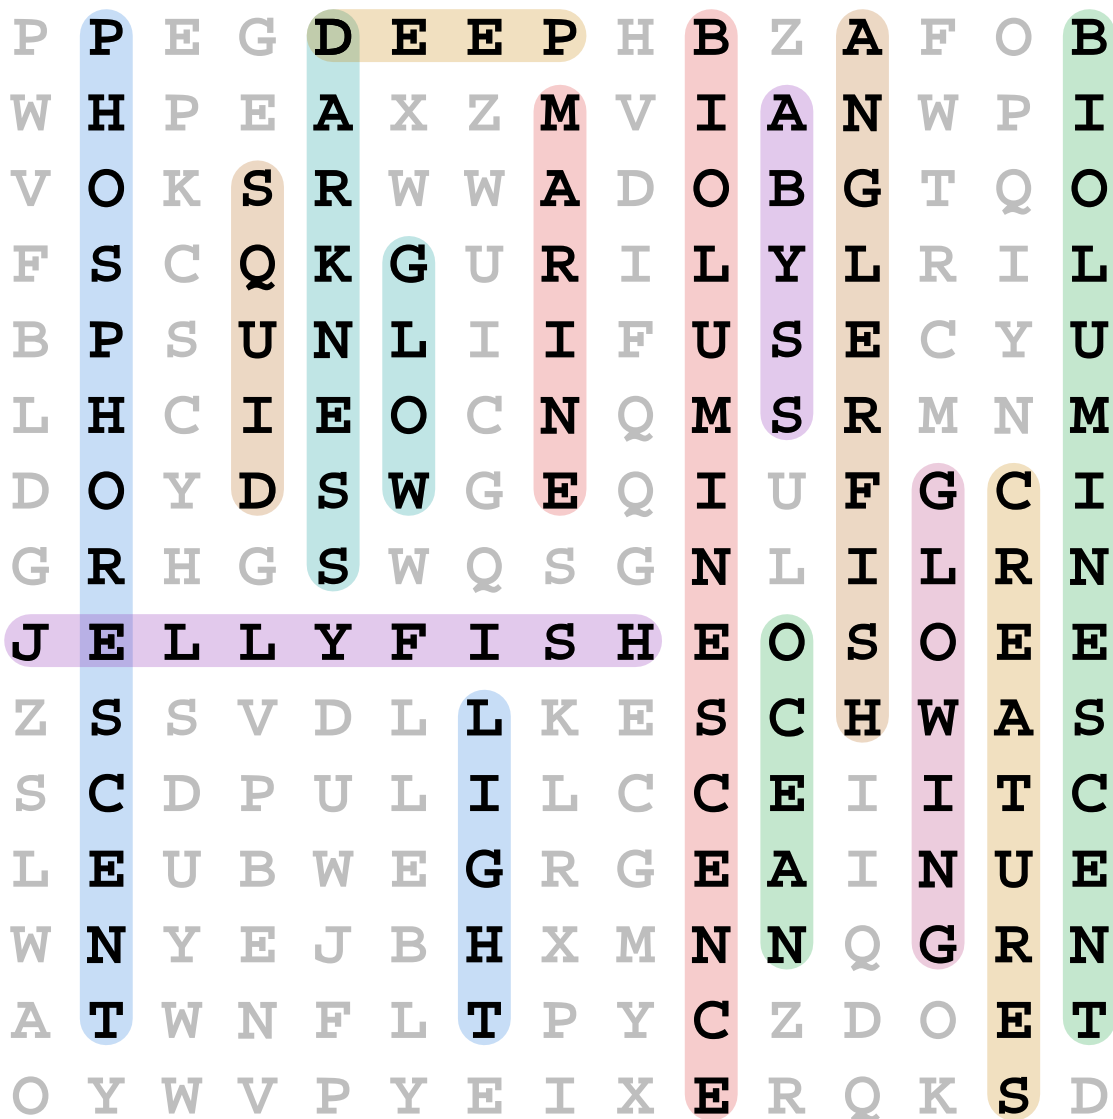 P P E G D E E P H B Z A F O B
W H P E A X Z M V I A N W P I
V O K S R W W A D O B G T Q O
F S C Q K G U R I L Y L R I L
B P S U N L I I F U S E C Y U
L H C I E O C N Q M S R M N M
D O Y D S W G E Q I U F G C I
G R H G S W Q S G N L I L R N
J E L L Y F I S H E O S O E E
Z S S V D L L K E S C H W A S
S C D P U L I L C C E I I T C
L E U B W E G R G E A I N U E
W N Y E J B H X M N N Q G R N
A T W N F L T P Y C Z D O E T
O Y W V P Y E I X E R Q K S D